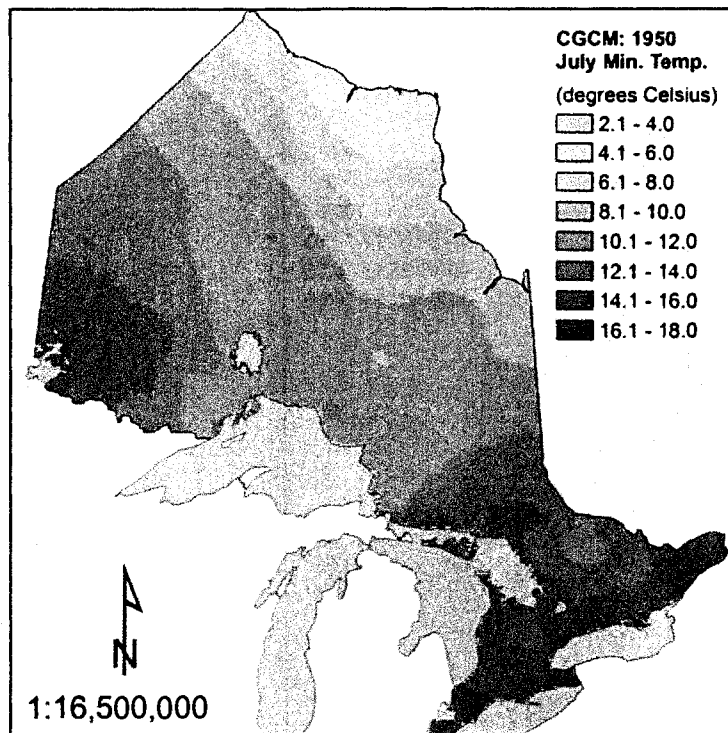 CGCM: 1950
July Min. Temp.
(degrees Celsius)
2.1 - 4.0
4.1 - 6.0
6.1 - 8.0
8.1 - 10.0
10.1 - 12.0
12.1 - 14.0
14.1 - 16.0
16.1 - 18.0
N
1:16,500,000